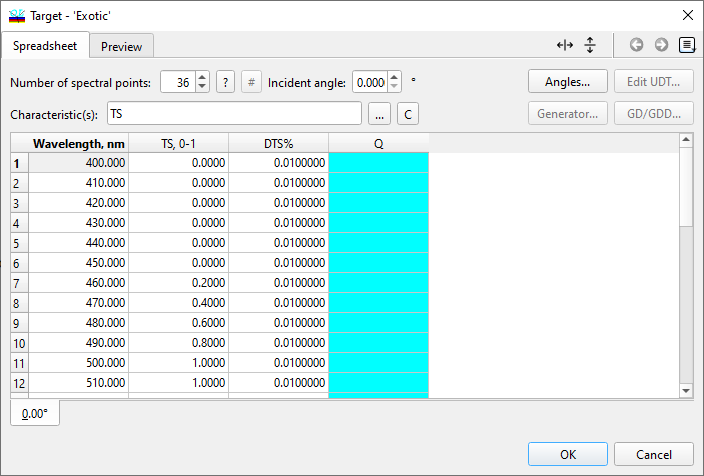 Target - 'Exotic'
Spreadsheet Preview
Number of spectral points: 36 ? # Incident angle: 0.000 ° Angles... Edit UDT...
Characteristic(s): TS ... C Generator... GD/GDD...
Wavelength, nm TS, 0-1 DTS% Q
1 400.000 0.0000 0.0100000
2 410.000 0.0000 0.0100000
3 420.000 0.0000 0.0100000
4 430.000 0.0000 0.0100000
5 440.000 0.0000 0.0100000
6 450.000 0.0000 0.0100000
7 460.000 0.2000 0.0100000
8 470.000 0.4000 0.0100000
9 480.000 0.6000 0.0100000
10 490.000 0.8000 0.0100000
11 500.000 1.0000 0.0100000
12 510.000 1.0000 0.0100000
0.00°
OK Cancel